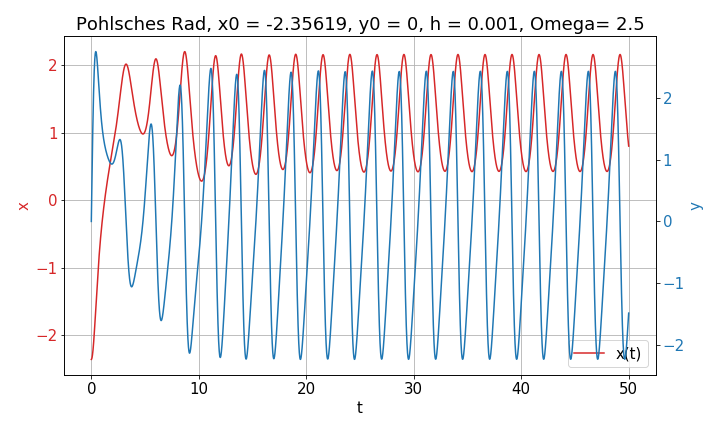 Pohlsches Rad, x0 = -2.35619, y0 = 0, h = 0.001, Omega= 2.5
2
1
0
−1
−2
x
2
1
0
−1
−2
y
x(t)
0 10 20 30 40 50
t